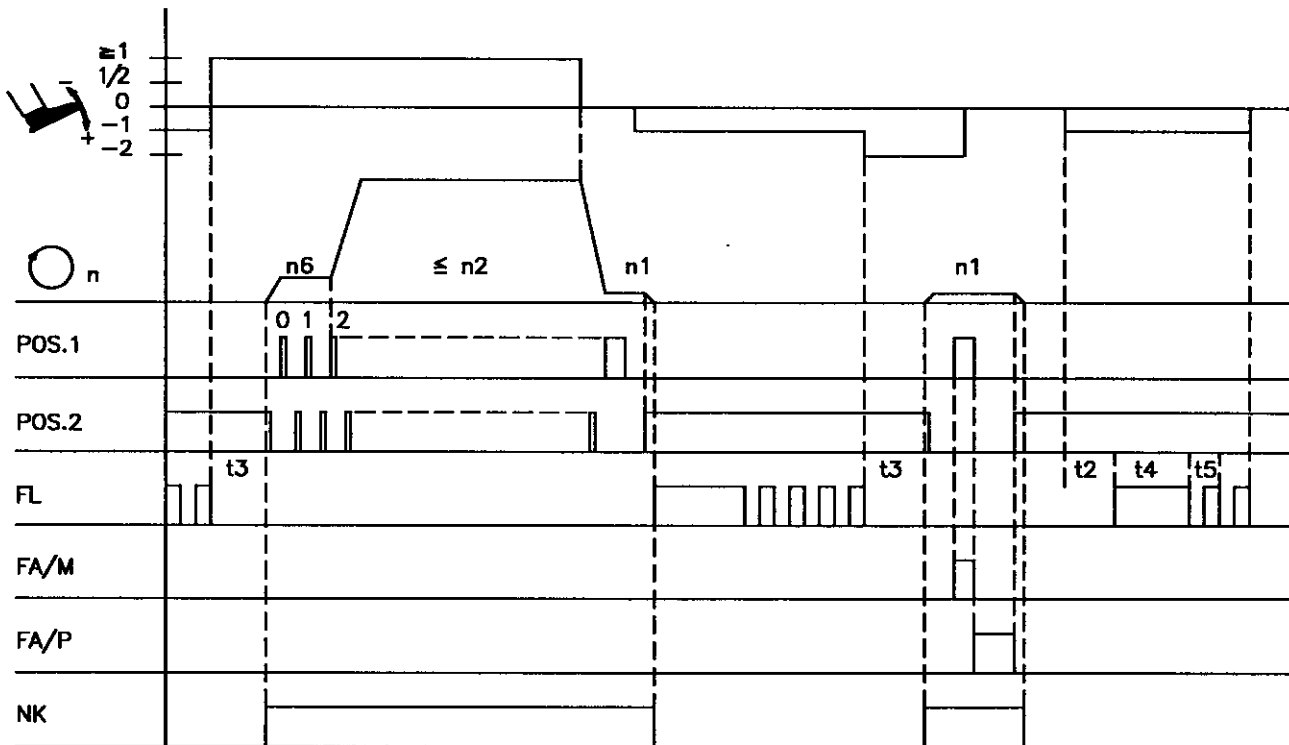 ≧1
1/2
0
-1
-2
−
+
n
n6 ≦ n2 n1 n1
0 1 2
POS.1
POS.2
t3 t3 t2 t4 t5
FL
FA/M
FA/P
NK